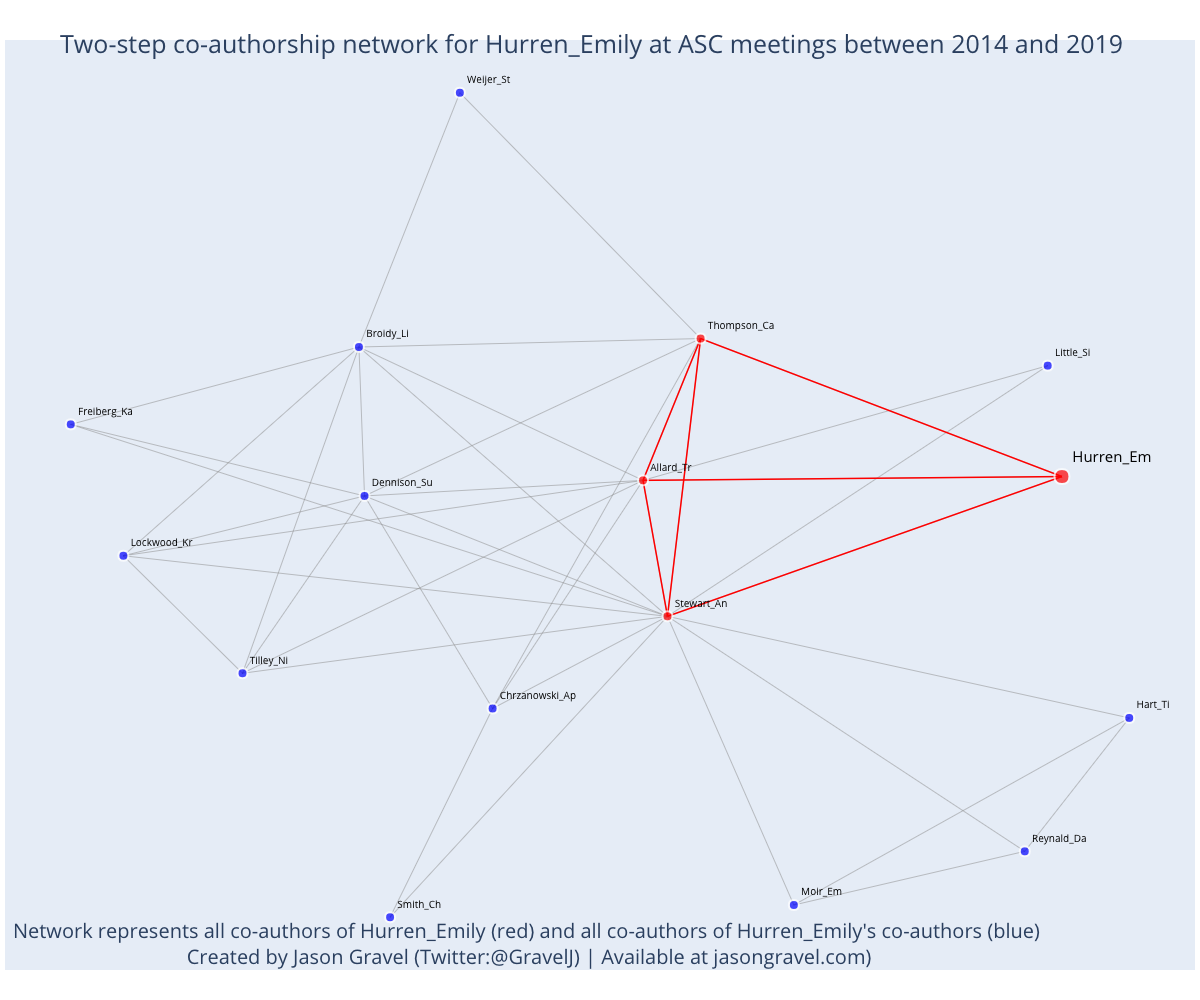 Two-step co-authorship network for Hurren_Emily at ASC meetings between 2014 and 2019
Weijer_St
Thompson_Ca
Broidy_Li
Little_Si
Freiberg_Ka
Hurren_Em
Allard_Tr
Dennison_Su
Lockwood_Kr
Stewart_An
Tilley_Ni
Chrzanowski_Ap
Hart_Ti
Reynald_Da
Moir_Em
Smith_Ch
Network represents all co-authors of Hurren_Emily (red) and all co-authors of Hurren_Emily's co-authors (blue)
Created by Jason Gravel (Twitter:@GravelJ) | Available at jasongravel.com)